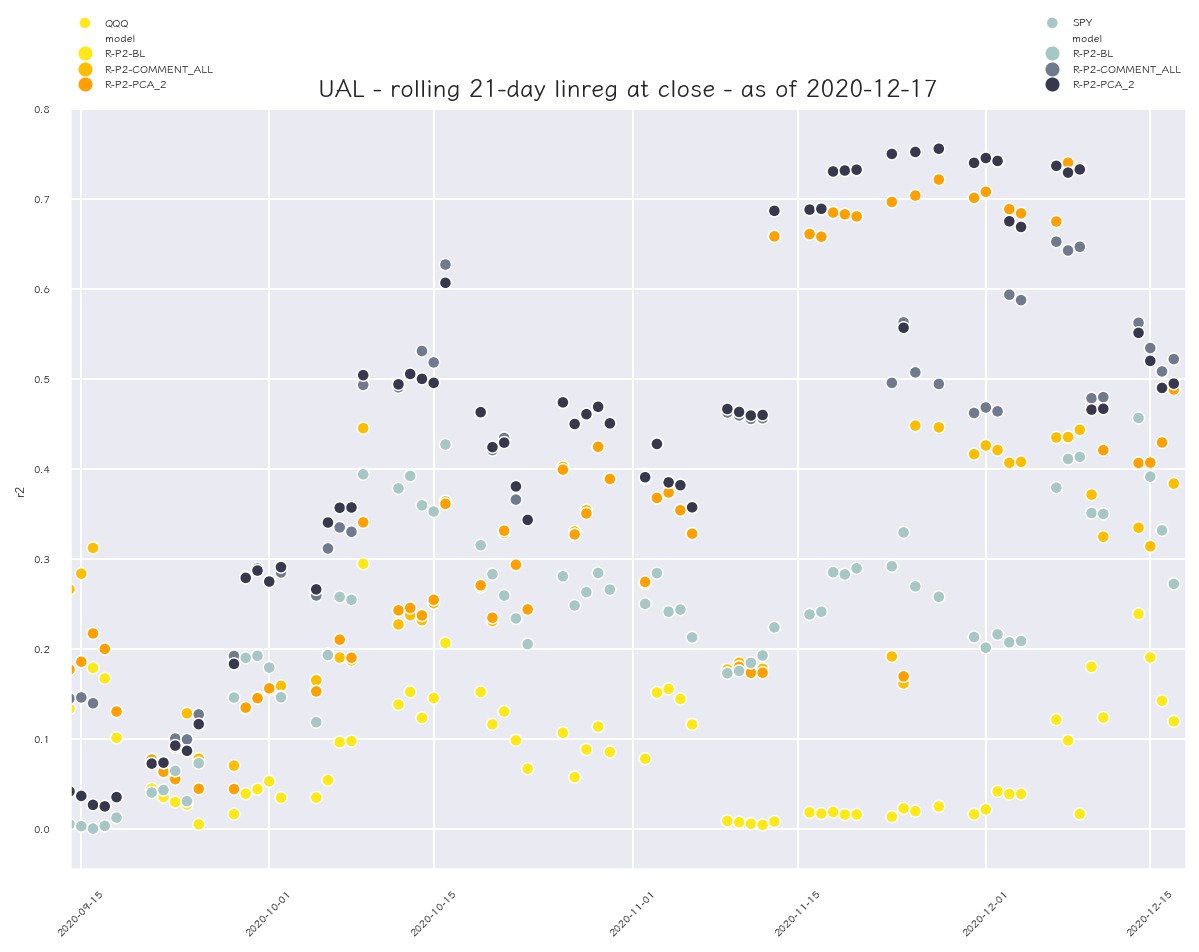 QQQ
model
R-P2-BL
R-P2-COMMENT_ALL
R-P2-PCA_2
SPY
model
R-P2-BL
R-P2-COMMENT_ALL
R-P2-PCA_2
UAL - rolling 21-day linreg at close - as of 2020-12-17
0.8
0.7
0.6
0.5
0.4
0.3
0.2
0.1
0.0
r2
2020-09-15
2020-10-01
2020-10-15
2020-11-01
2020-11-15
2020-12-01
2020-12-15